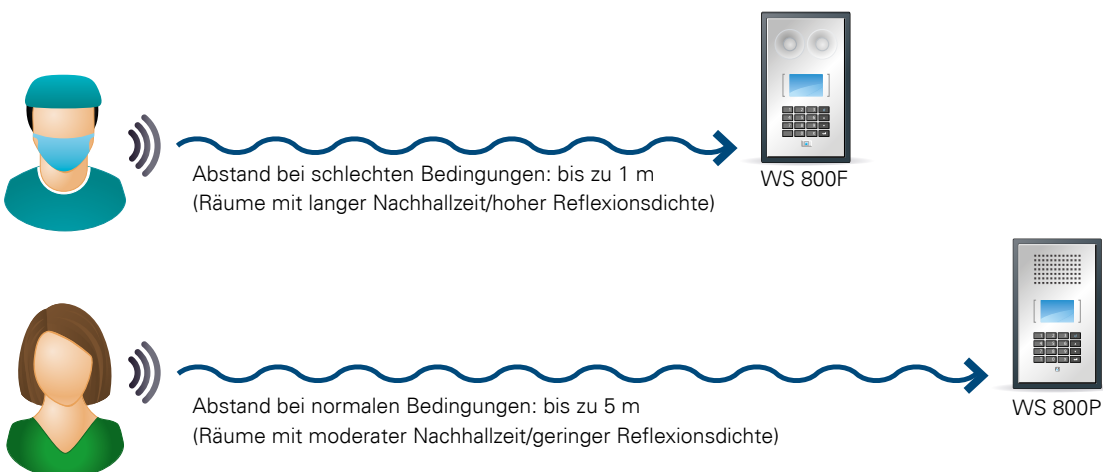 Abstand bei schlechten Bedingungen: bis zu 1 m
(Räume mit langer Nachhallzeit/hoher Reflexionsdichte)
WS 800F
Abstand bei normalen Bedingungen: bis zu 5 m
(Räume mit moderater Nachhallzeit/geringer Reflexionsdichte)
WS 800P